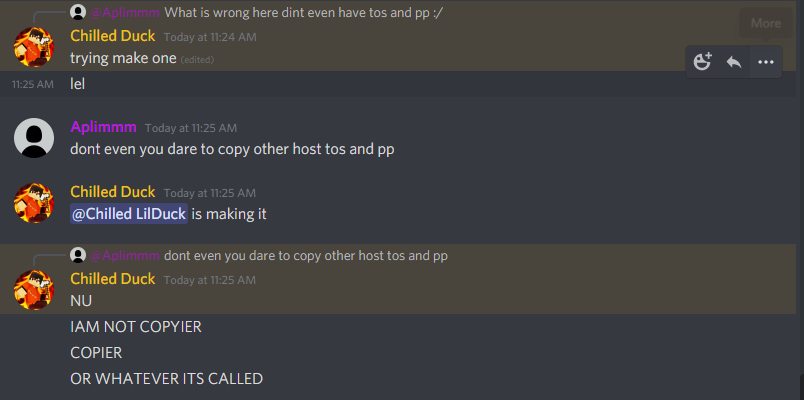 @Aplimmm What is wrong here dint even have tos and pp :/
More
Chilled Duck Today at 11:24 AM
trying make one (edited)
11:25 AM lel
Aplimmm Today at 11:25 AM
dont even you dare to copy other host tos and pp
Chilled Duck Today at 11:25 AM
@Chilled LilDuck is making it
@Aplimmm dont even you dare to copy other host tos and pp
Chilled Duck Today at 11:25 AM
NU
IAM NOT COPYIER
COPIER
OR WHATEVER ITS CALLED